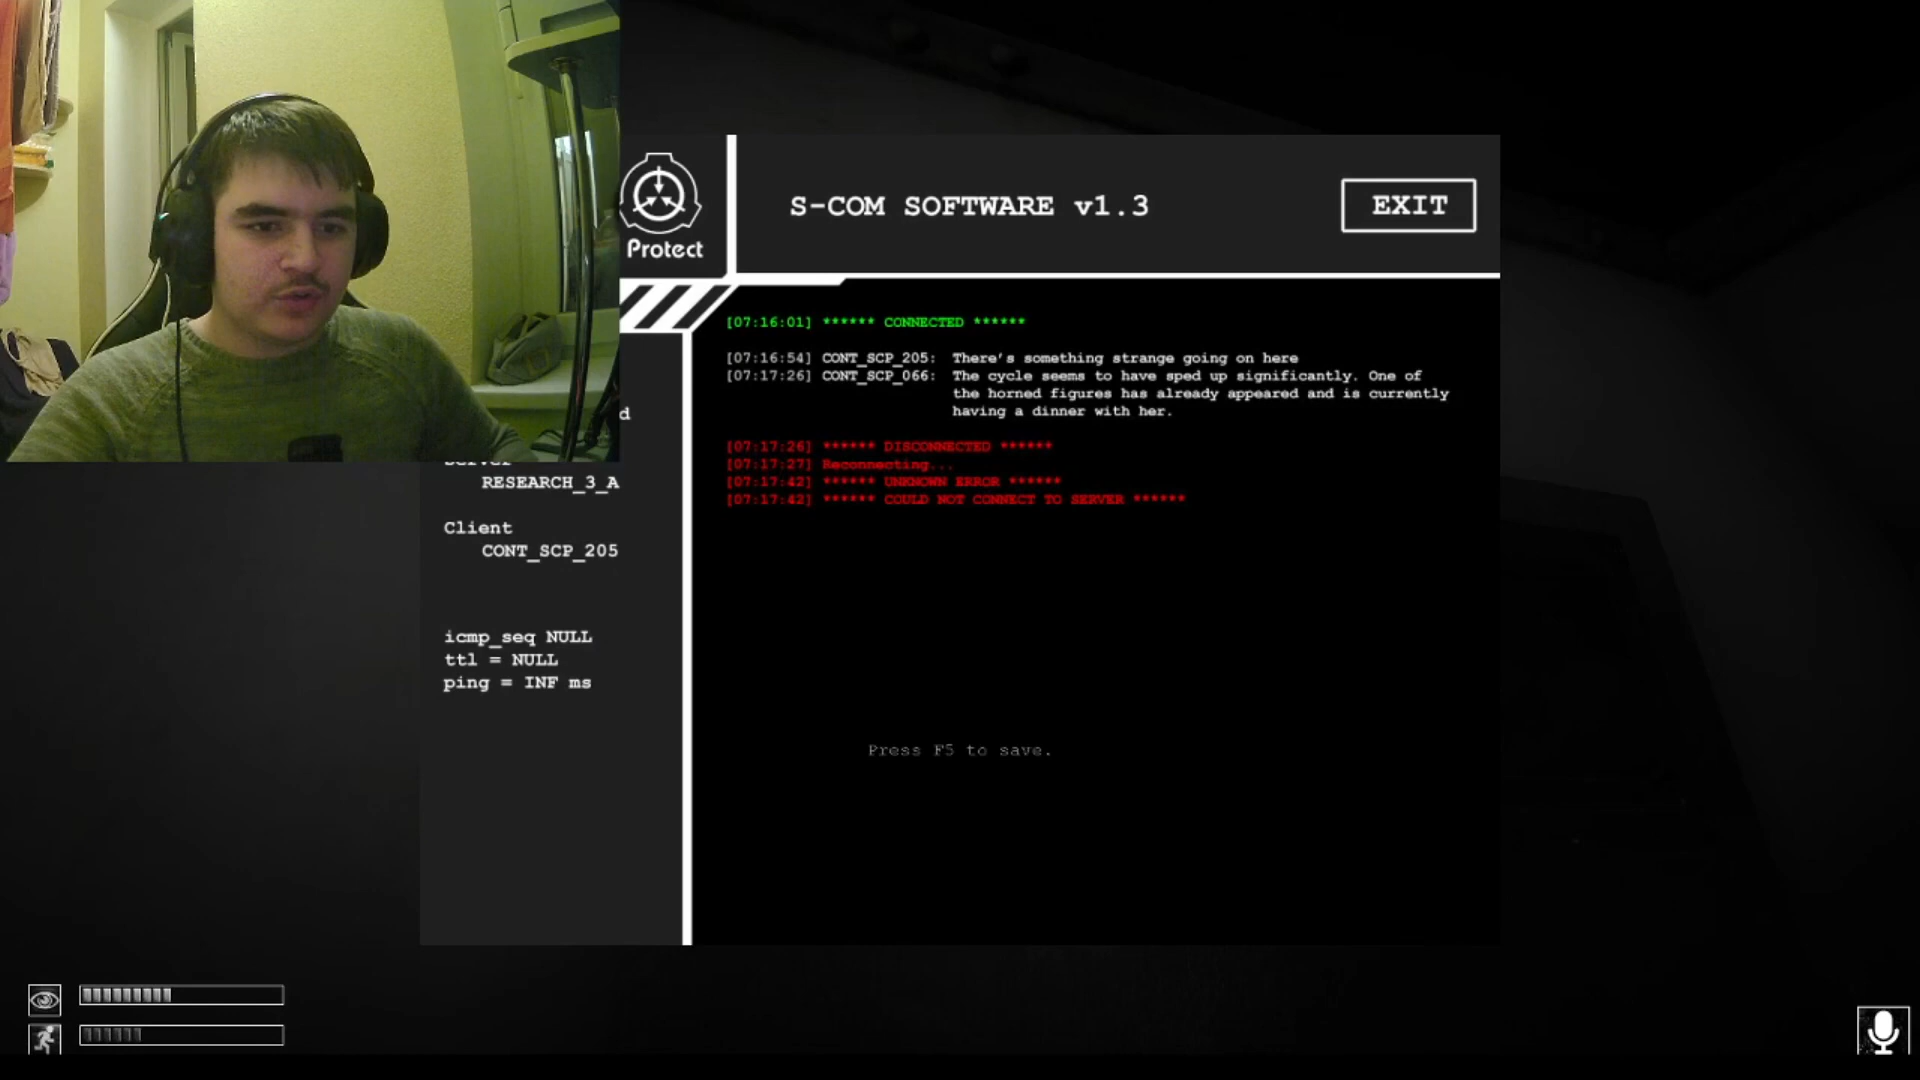 Protect
S-COM SOFTWARE v1.3
EXIT
d
RESEARCH_3_A
Client
CONT_SCP_205
icmp_seq NULL
ttl = NULL
ping = INF ms
[07:16:01] ****** CONNECTED ******
[07:16:54] CONT_SCP_205: There's something strange going on here
[07:17:26] CONT_SCP_066: The cycle seems to have sped up significantly. One of
the horned figures has already appeared and is currently
having a dinner with her.
[07:17:26] ****** DISCONNECTED ******
[07:17:27] Reconnecting...
[07:17:42] ****** UNKNOWN ERROR ******
[07:17:42] ****** COULD NOT CONNECT TO SERVER ******
Press F5 to save.